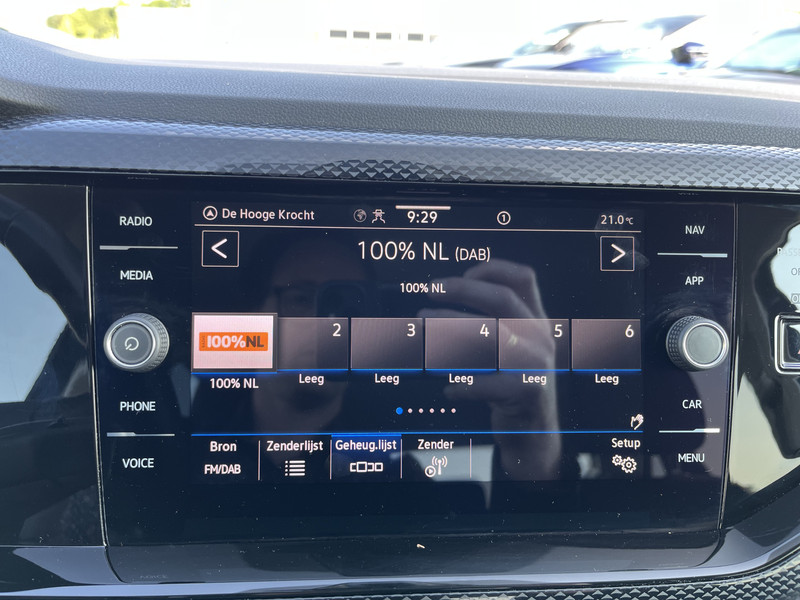 De Hooge Krocht 9:29 1 21.0°C
RADIO
NAV
100% NL (DAB)
MEDIA
APP
100% NL
100%NL 2 3 4 5 6
100% NL Leeg Leeg Leeg Leeg Leeg
PHONE
CAR
Bron Zenderlijst Geheug.lijst Zender Setup
FM/DAB
VOICE
MENU